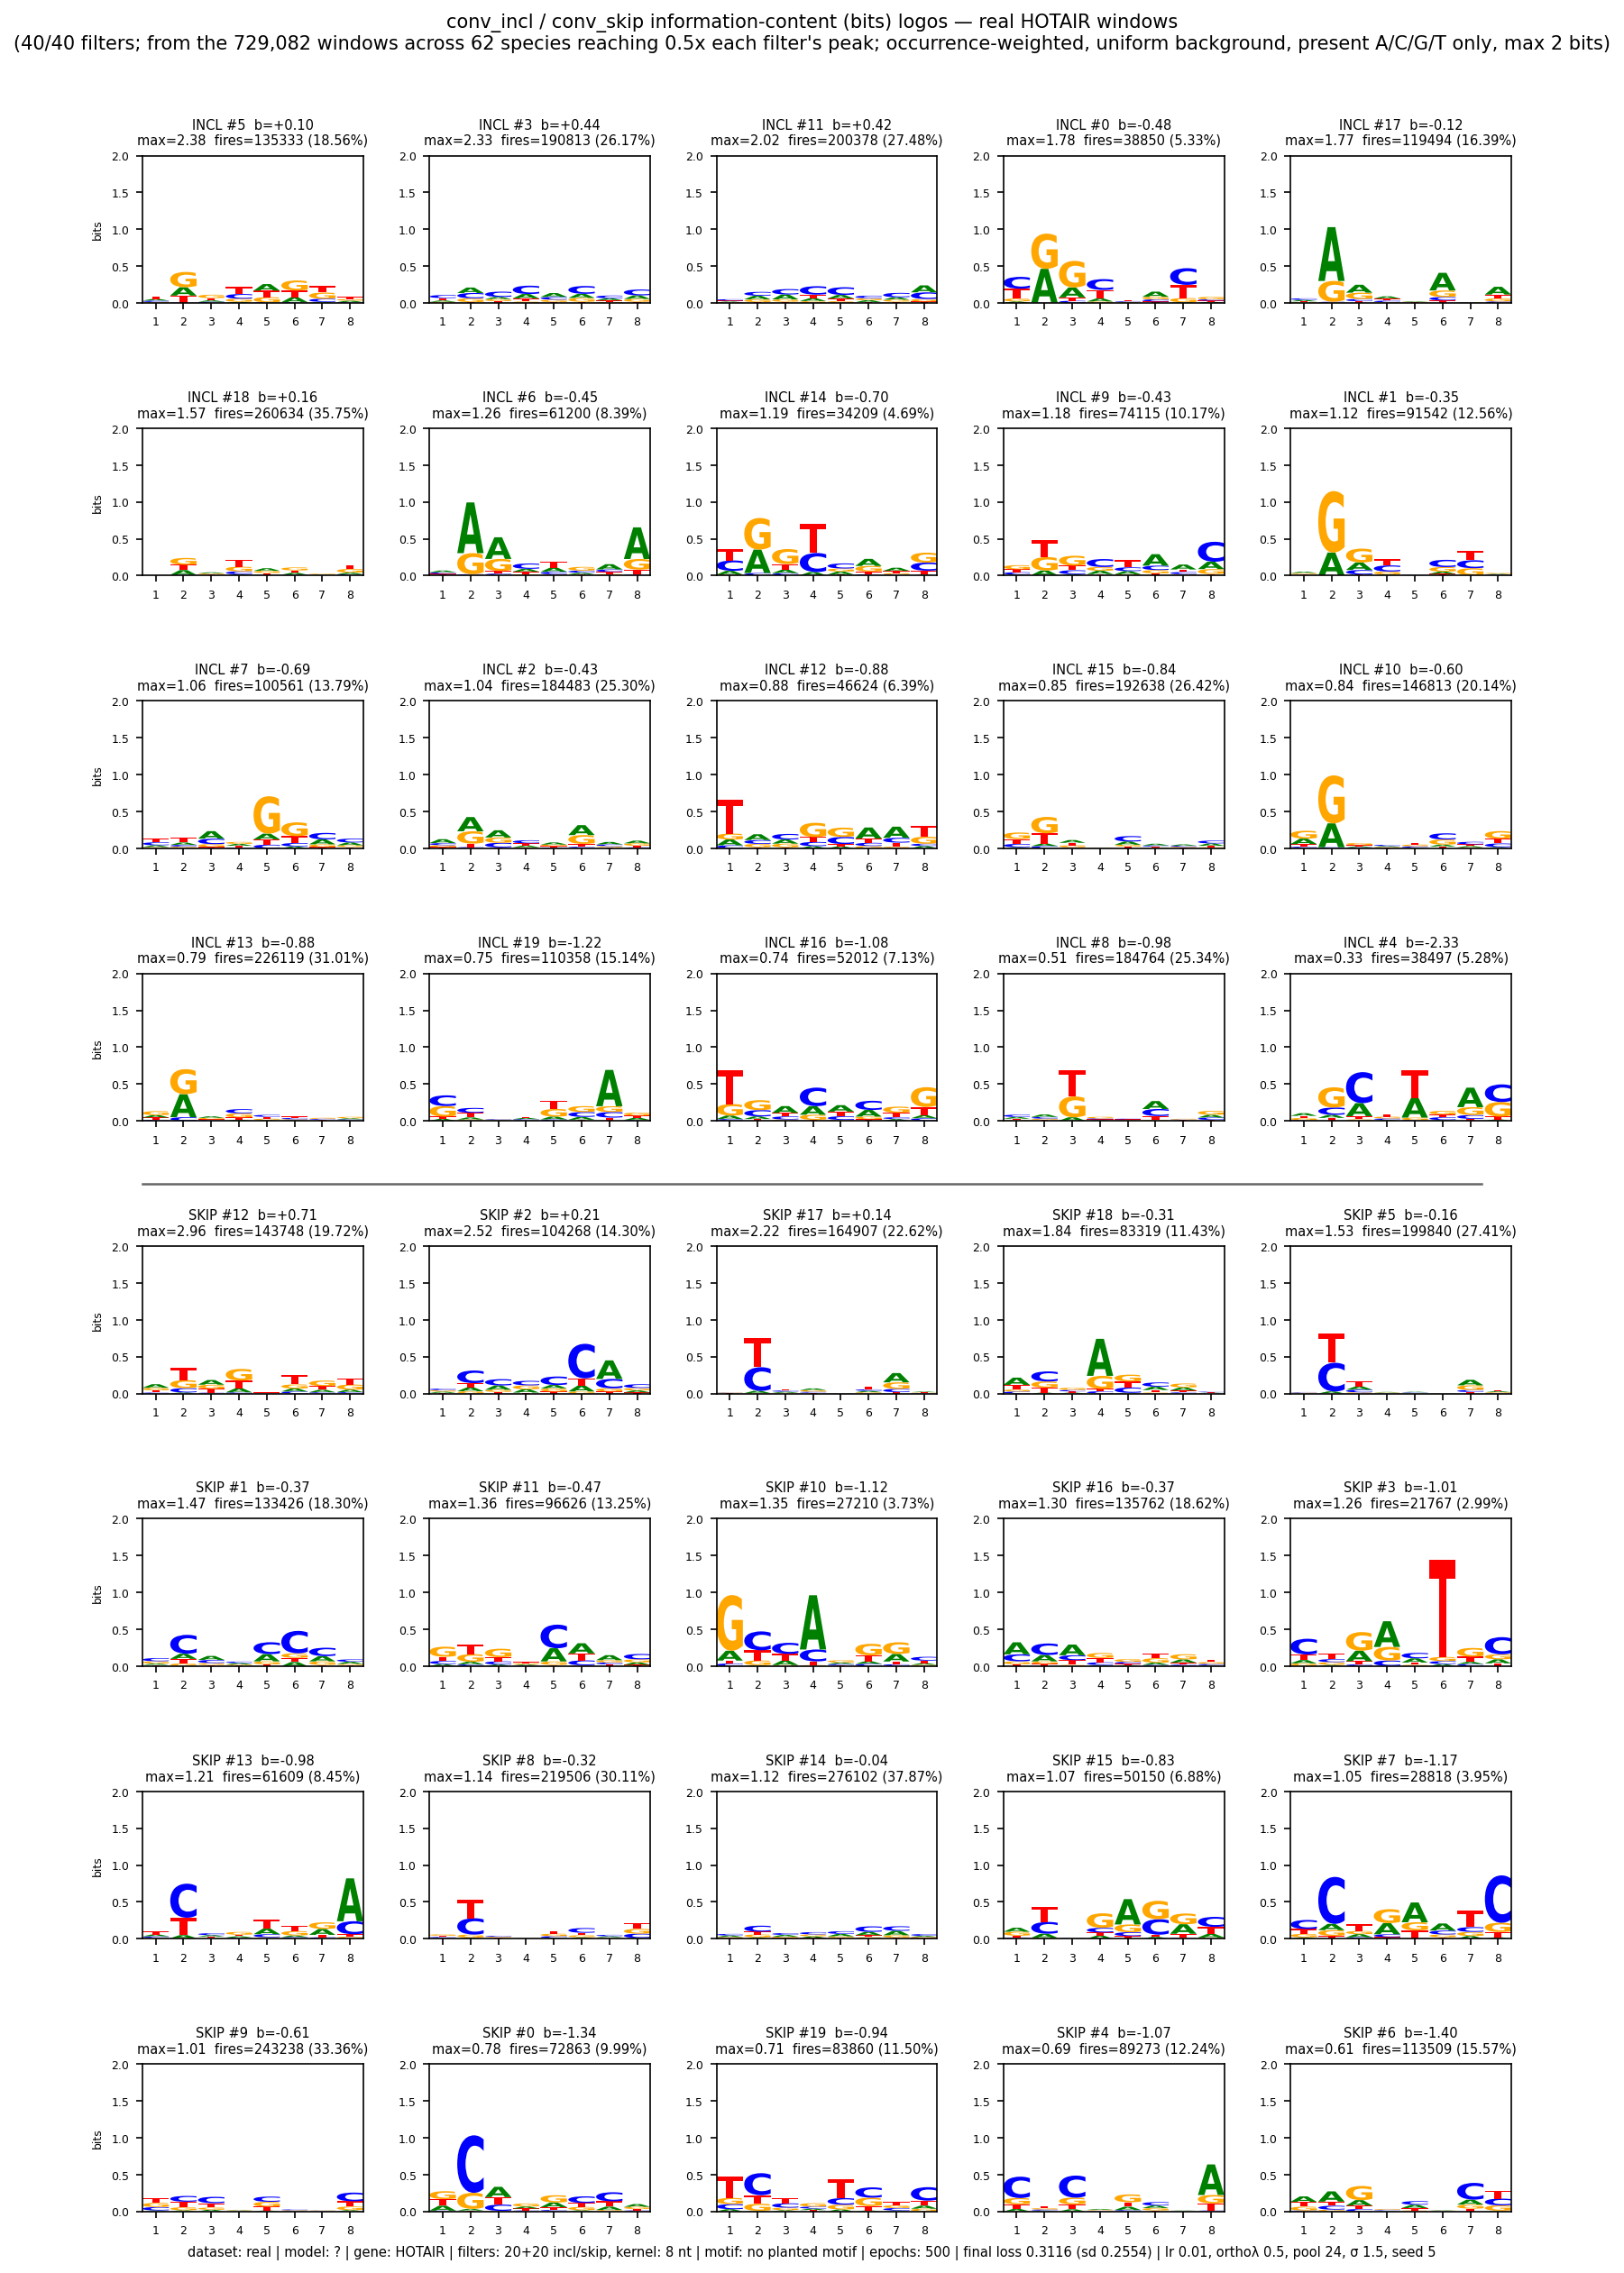 conv_incl / conv_skip information-content (bits) logos — real HOTAIR windows
(40/40 filters; from the 729,082 windows across 62 species reaching 0.5x each filter's peak; occurrence-weighted, uniform background, present A/C/G/T only, max 2 bits)
INCL #5 b=+0.10
max=2.38 fires=135333 (18.56%)
INCL #3 b=+0.44
max=2.33 fires=190813 (26.17%)
INCL #11 b=+0.42
max=2.02 fires=200378 (27.48%)
INCL #0 b=-0.48
max=1.78 fires=38850 (5.33%)
INCL #17 b=-0.12
max=1.77 fires=119494 (16.39%)
bits
INCL #18 b=+0.16
max=1.57 fires=260634 (35.75%)
INCL #6 b=-0.45
max=1.26 fires=61200 (8.39%)
INCL #14 b=-0.70
max=1.19 fires=34209 (4.69%)
INCL #9 b=-0.43
max=1.18 fires=74115 (10.17%)
INCL #1 b=-0.35
max=1.12 fires=91542 (12.56%)
bits
INCL #7 b=-0.69
max=1.06 fires=100561 (13.79%)
INCL #2 b=-0.43
max=1.04 fires=184483 (25.30%)
INCL #12 b=-0.88
max=0.88 fires=46624 (6.39%)
INCL #15 b=-0.84
max=0.85 fires=192638 (26.42%)
INCL #10 b=-0.60
max=0.84 fires=146813 (20.14%)
bits
INCL #13 b=-0.88
max=0.79 fires=226119 (31.01%)
INCL #19 b=-1.22
max=0.75 fires=110358 (15.14%)
INCL #16 b=-1.08
max=0.74 fires=52012 (7.13%)
INCL #8 b=-0.98
max=0.51 fires=184764 (25.34%)
INCL #4 b=-2.33
max=0.33 fires=38497 (5.28%)
bits
SKIP #12 b=+0.71
max=2.96 fires=143748 (19.72%)
SKIP #2 b=+0.21
max=2.52 fires=104268 (14.30%)
SKIP #17 b=+0.14
max=2.22 fires=164907 (22.62%)
SKIP #18 b=-0.31
max=1.84 fires=83319 (11.43%)
SKIP #5 b=-0.16
max=1.53 fires=199840 (27.41%)
bits
SKIP #1 b=-0.37
max=1.47 fires=133426 (18.30%)
SKIP #11 b=-0.47
max=1.36 fires=96626 (13.25%)
SKIP #10 b=-1.12
max=1.35 fires=27210 (3.73%)
SKIP #16 b=-0.37
max=1.30 fires=135762 (18.62%)
SKIP #3 b=-1.01
max=1.26 fires=21767 (2.99%)
bits
SKIP #13 b=-0.98
max=1.21 fires=61609 (8.45%)
SKIP #8 b=-0.32
max=1.14 fires=219506 (30.11%)
SKIP #14 b=-0.04
max=1.12 fires=276102 (37.87%)
SKIP #15 b=-0.83
max=1.07 fires=50150 (6.88%)
SKIP #7 b=-1.17
max=1.05 fires=28818 (3.95%)
bits
SKIP #9 b=-0.61
max=1.01 fires=243238 (33.36%)
SKIP #0 b=-1.34
max=0.78 fires=72863 (9.99%)
SKIP #19 b=-0.94
max=0.71 fires=83860 (11.50%)
SKIP #4 b=-1.07
max=0.69 fires=89273 (12.24%)
SKIP #6 b=-1.40
max=0.61 fires=113509 (15.57%)
bits
dataset: real | model: ? | gene: HOTAIR | filters: 20+20 incl/skip, kernel: 8 nt | motif: no planted motif | epochs: 500 | final loss 0.3116 (sd 0.2554) | lr 0.01, orthoλ 0.5, pool 24, σ 1.5, seed 5